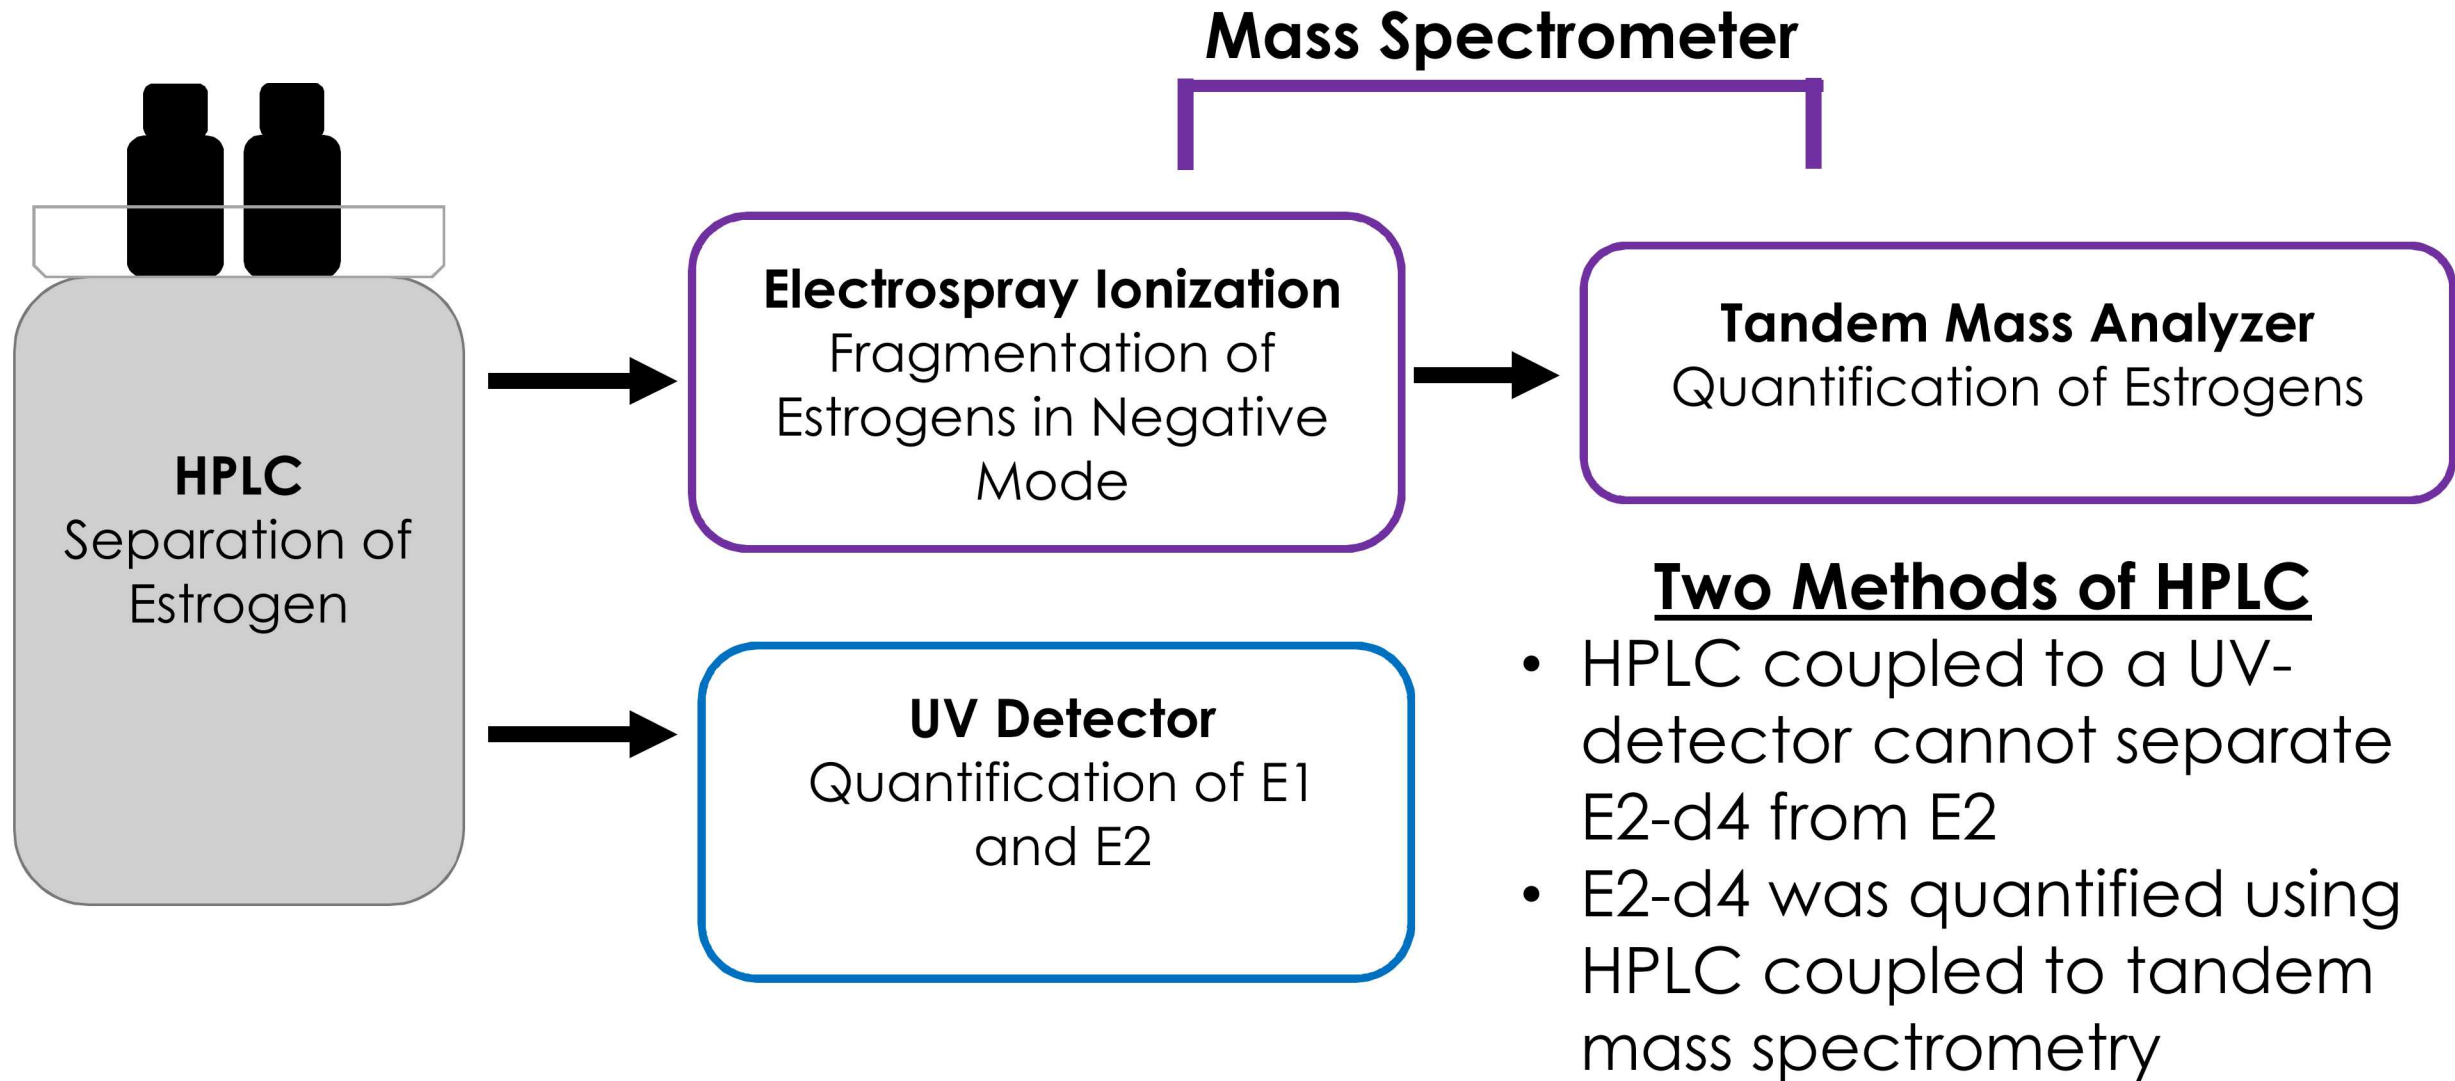 Mass Spectrometer
HPLC
Separation of
Estrogen
Electrospray Ionization
Fragmentation of
Estrogens in Negative
Mode
Tandem Mass Analyzer
Quantification of Estrogens
UV Detector
Quantification of E1
and E2
Two Methods of HPLC
• HPLC coupled to a UV-
detector cannot separate
E2-d4 from E2
• E2-d4 was quantified using
HPLC coupled to tandem
mass spectrometry